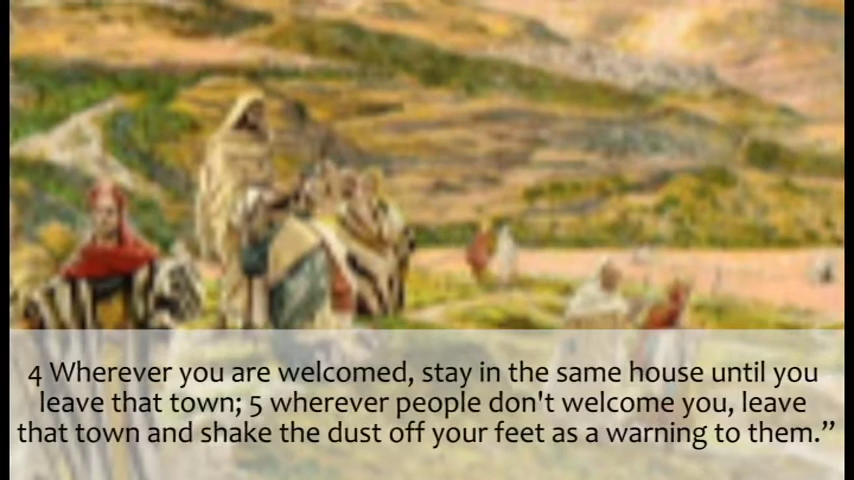 4 Wherever you are welcomed, stay in the same house until you
leave that town; 5 wherever people don't welcome you, leave
that town and shake the dust off your feet as a warning to them.”